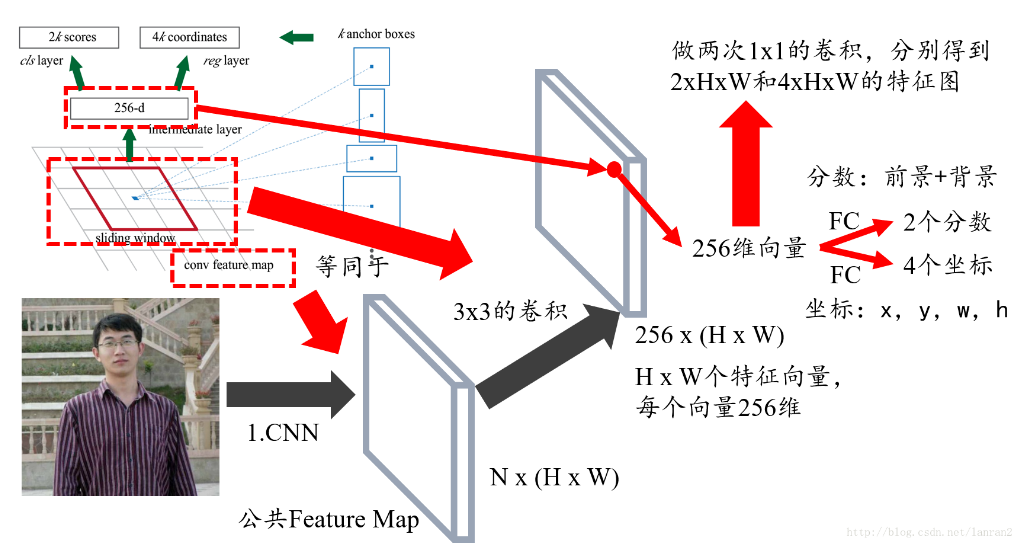 2k scores
4k coordinates
k anchor boxes
cls layer
reg layer
256-d
intermediate layer
sliding window
conv feature map
等同于
做两次1x1的卷积，分别得到
2xHxW和4xHxW的特征图
分数：前景+背景
FC
2个分数
256维向量
FC
4个坐标
坐标：x，y，w，h
3x3的卷积
256 x (H x W)
H x W个特征向量，
每个向量256维
1.CNN
N x (H x W)
公共Feature Map
http://blog.csdn.net/lanran2